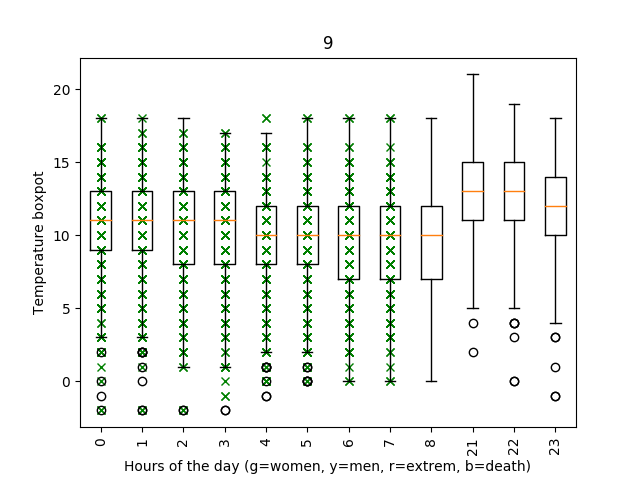 9
Temperature boxpot
20
15
10
5
0
0 1 2 3 4 5 6 7 8 21 22 23
Hours of the day (g=women, y=men, r=extrem, b=death)